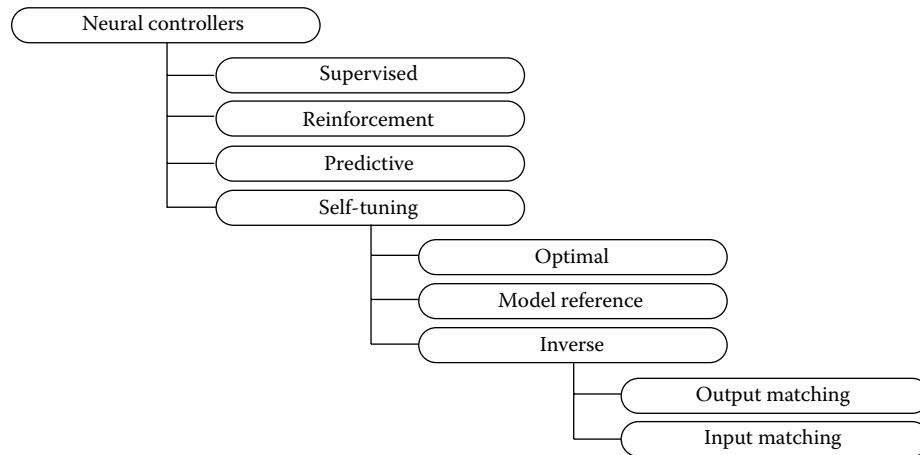 Neural controllers
Supervised
Reinforcement
Predictive
Self-tuning
Optimal
Model reference
Inverse
Output matching
Input matching